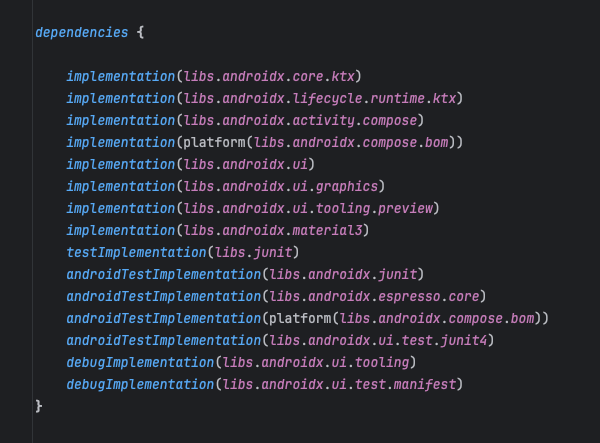 dependencies {
implementation(libs.androidx.core.ktx)
implementation(libs.androidx.lifecycle.runtime.ktx)
implementation(libs.androidx.activity.compose)
implementation(platform(libs.androidx.compose.bom))
implementation(libs.androidx.ui)
implementation(libs.androidx.ui.graphics)
implementation(libs.androidx.ui.tooling.preview)
implementation(libs.androidx.material3)
testImplementation(libs.junit)
androidTestImplementation(libs.androidx.junit)
androidTestImplementation(libs.androidx.espresso.core)
androidTestImplementation(platform(libs.androidx.compose.bom))
androidTestImplementation(libs.androidx.ui.test.junit4)
debugImplementation(libs.androidx.ui.tooling)
debugImplementation(libs.androidx.ui.test.manifest)
}